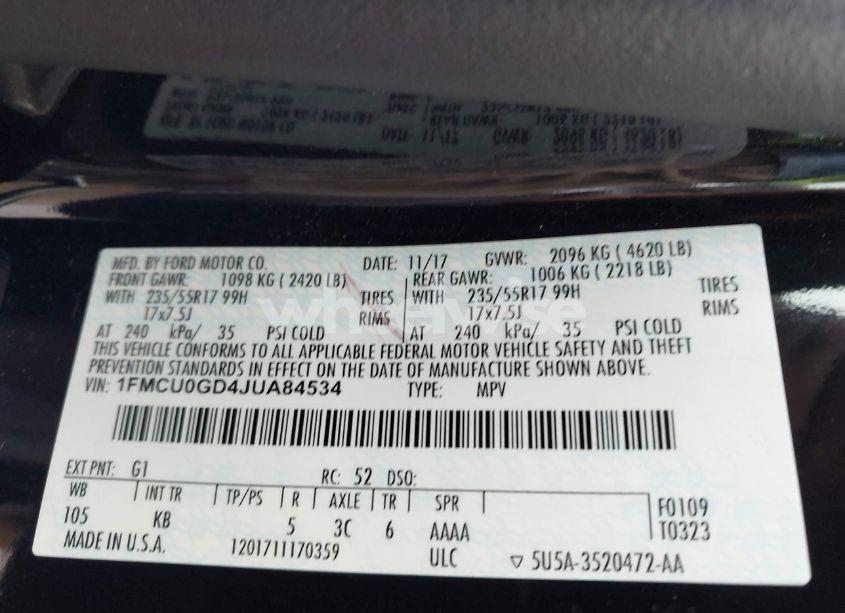 MFD. BY FORD MOTOR CO. DATE: 11/17 GVWR: 2096 KG ( 4620 LB)
FRONT GAWR: 1098 KG ( 2420 LB) REAR GAWR: 1006 KG ( 2218 LB)
WITH 235/55R17 99H TIRES WITH 235/55R17 99H TIRES
17x7.5J RIMS 17x7.5J RIMS
AT 240 kPa/ 35 PSI COLD AT 240 kPa/ 35 PSI COLD
THIS VEHICLE CONFORMS TO ALL APPLICABLE FEDERAL MOTOR VEHICLE SAFETY AND THEFT
PREVENTION STANDARDS IN EFFECT ON THE DATE OF MANUFACTURE SHOWN ABOVE.
VIN: 1FMCU0GD4JUA84534 TYPE: MPV
EXT PNT: G1 RC: 52 DSO:
WB INT TR TP/PS R AXLE TR SPR F0109
105 KB 5 3C 6 AAAA T0323
MADE IN U.S.A. 1201711170359 ULC 5U5A-3520472-AA